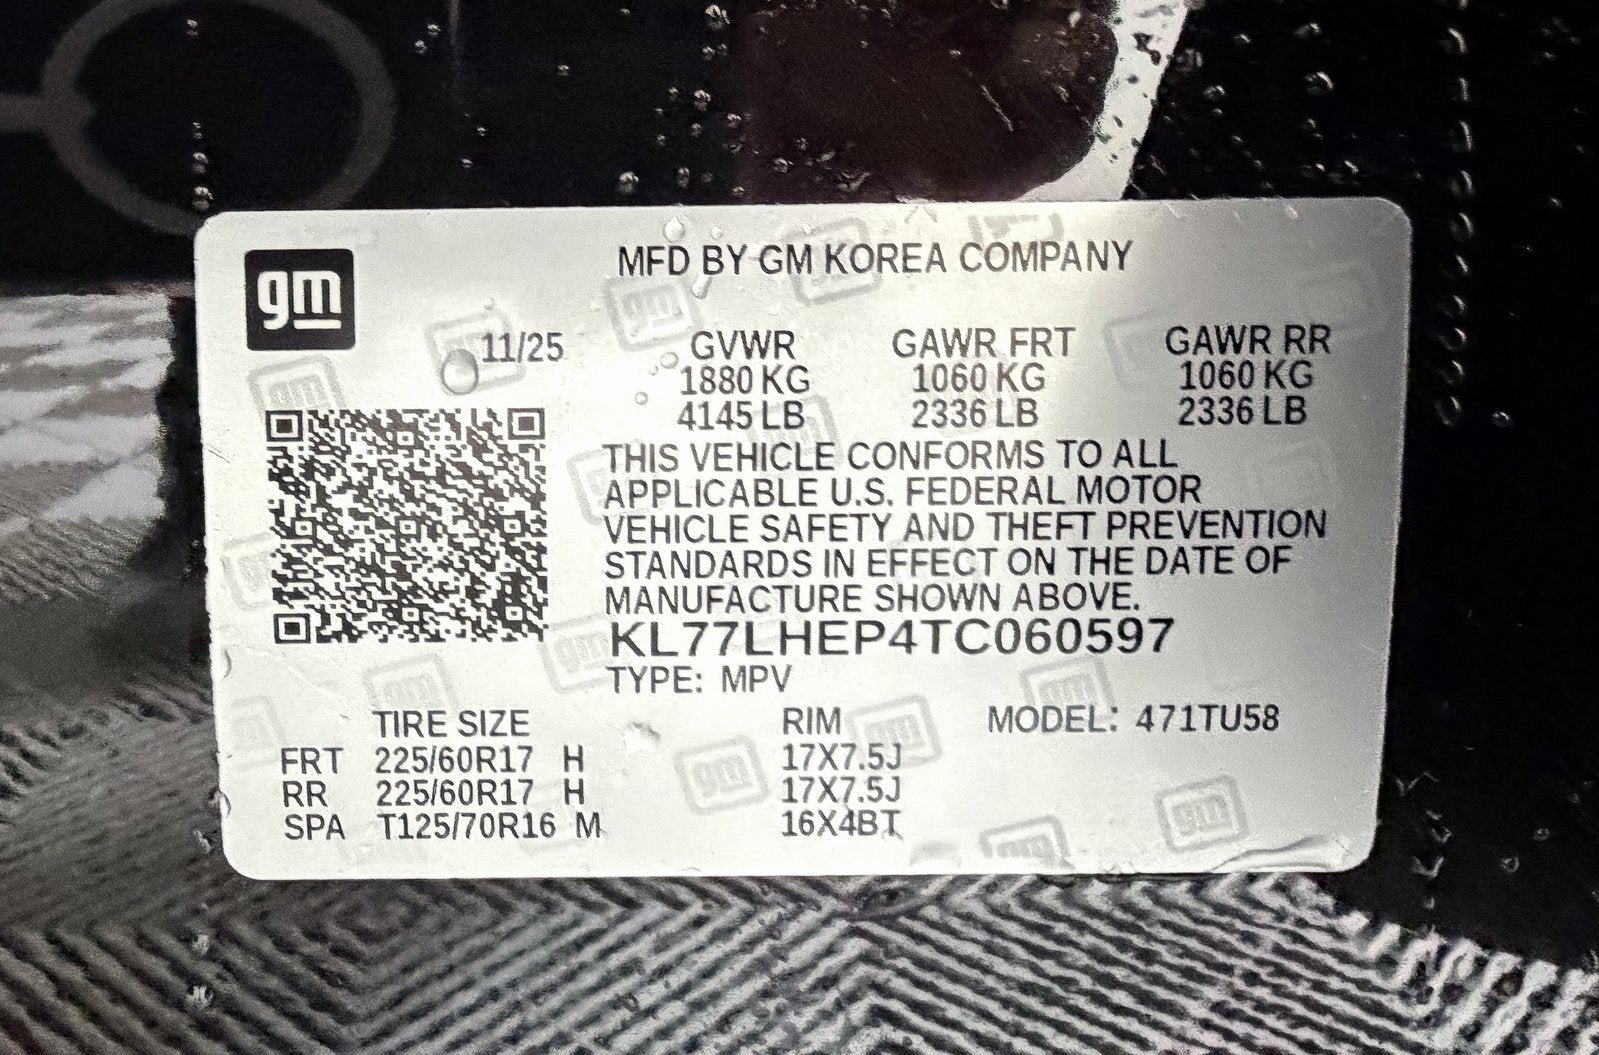 gm
MFD BY GM KOREA COMPANY
11/25 GVWR GAWR FRT GAWR RR
1880 KG 1060 KG 1060 KG
4145 LB 2336 LB 2336 LB
THIS VEHICLE CONFORMS TO ALL
APPLICABLE U.S. FEDERAL MOTOR
VEHICLE SAFETY AND THEFT PREVENTION
STANDARDS IN EFFECT ON THE DATE OF
MANUFACTURE SHOWN ABOVE.
KL77LHEP4TC060597
TYPE: MPV
TIRE SIZE RIM MODEL: 471TU58
FRT 225/60R17 H 17X7.5J
RR 225/60R17 H 17X7.5J
SPA T125/70R16 M 16X4BT